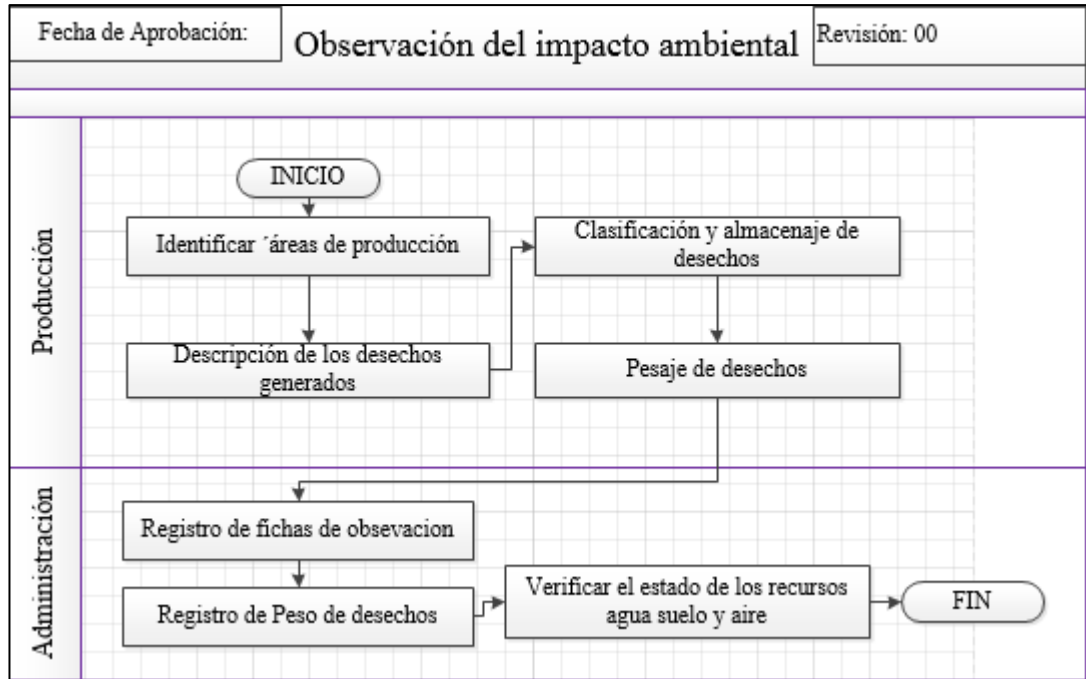 Fecha de Aprobación:
Observación del impacto ambiental
Revisión: 00
Producción
INICIO
Identificar ´áreas de producción
Descripción de los desechos
generados
Clasificación y almacenaje de
desechos
Pesaje de desechos
Administración
Registro de fichas de obsevacion
Registro de Peso de desechos
Verificar el estado de los recursos
agua suelo y aire
FIN